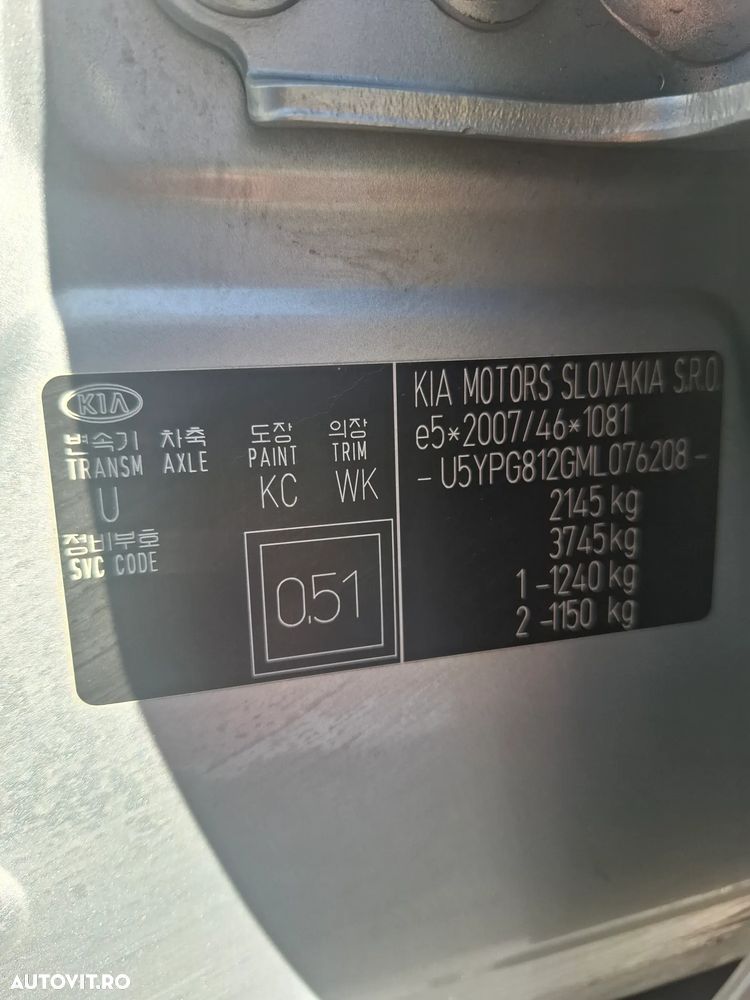 KIA
변속기 차축 도장 의장
TRANSM AXLE PAINT TRIM
U KC WK
정비부호
SVC CODE
0.51
KIA MOTORS SLOVAKIA S.R.O.
e5*2007/46*1081
- U5YPG812GML076208 -
2145 kg
3745kg
1 -1240 kg
2 -1150 kg
AUTOVIT.RO